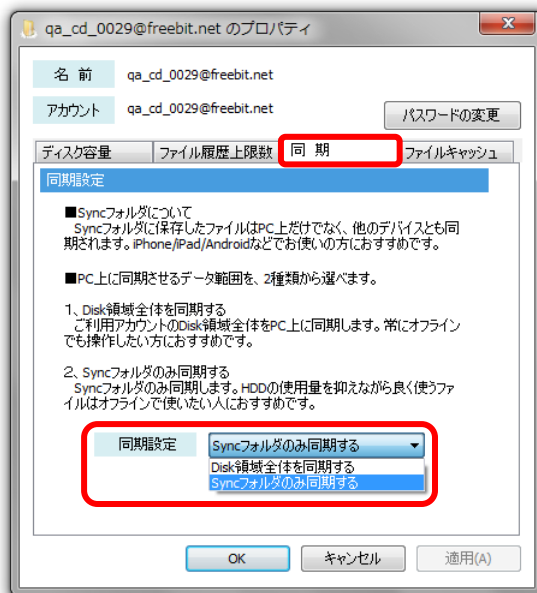 qa_cd_0029@freebit.net のプロパティ
名 前 qa_cd_0029@freebit.net
アカウント qa_cd_0029@freebit.net
パスワードの変更
ディスク容量 ファイル履歴上限数 同 期 ファイルキャッシュ
同期設定
■Syncフォルダについて
Syncフォルダに保存したファイルはPC上だけでなく、他のデバイスとも同
期されます。iPhone/iPad/Androidなどでお使いの方におすすめです。
■PC上に同期させるデータ範囲を、2種類から選べます。
1、Disk領域全体を同期する
ご利用アカウントのDisk領域全体をPC上に同期します。常にオフライン
でも操作したい方におすすめです。
2、Syncフォルダのみ同期する
Syncフォルダのみ同期します。HDDの使用量を抑えながら良く使うファ
イルはオフラインで使いたい人におすすめです。
同期設定 Syncフォルダのみ同期する
Disk領域全体を同期する
Syncフォルダのみ同期する
OK キャンセル 適用(A)